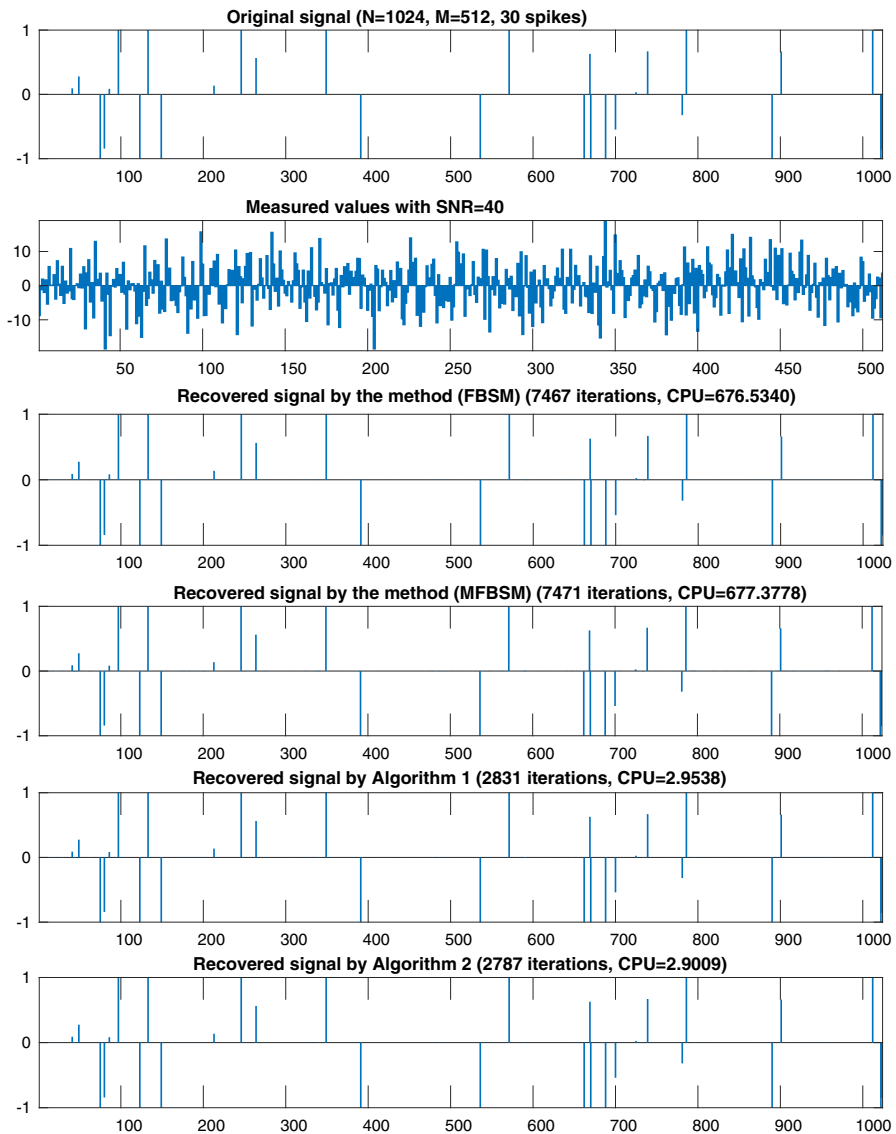 Original signal (N=1024, M=512, 30 spikes)
1
0
-1
100 200 300 400 500 600 700 800 900 1000
Measured values with SNR=40
10
0
-10
50 100 150 200 250 300 350 400 450 500
Recovered signal by the method (FBSM) (7467 iterations, CPU=676.5340)
1
0
-1
100 200 300 400 500 600 700 800 900 1000
Recovered signal by the method (MFBSM) (7471 iterations, CPU=677.3778)
1
0
-1
100 200 300 400 500 600 700 800 900 1000
Recovered signal by Algorithm 1 (2831 iterations, CPU=2.9538)
1
0
-1
100 200 300 400 500 600 700 800 900 1000
Recovered signal by Algorithm 2 (2787 iterations, CPU=2.9009)
1
0
-1
100 200 300 400 500 600 700 800 900 1000